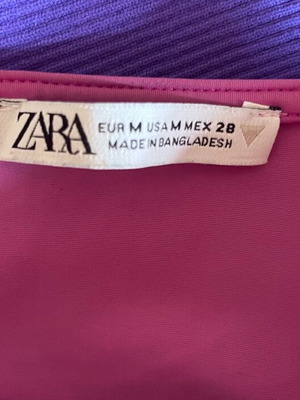 ZARA
EUR M USA M MEX 28
MADE IN BANGLADESH